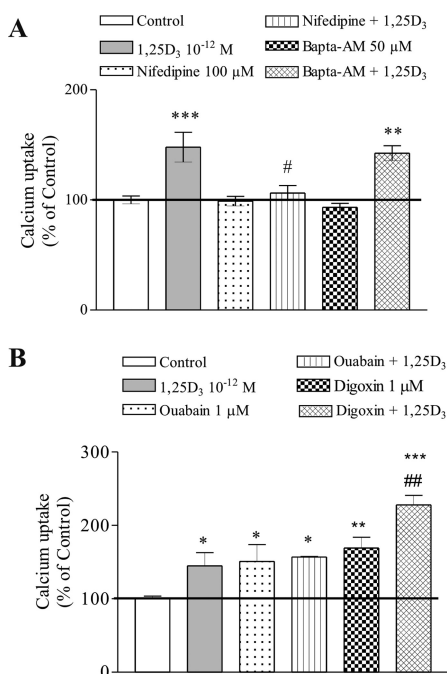 A
Control
Nifedipine + 1,25D3
1,25D3 10-12 M
Bapta-AM 50 µM
Nifedipine 100 µM
Bapta-AM + 1,25D3
Calcium uptake
(% of Control)
200
100
0
***
#
**
B
Control
Ouabain + 1,25D3
1,25D3 10-12 M
Digoxin 1 µM
Ouabain 1 µM
Digoxin + 1,25D3
Calcium uptake
(% of Control)
300
200
100
0
*
*
*
**
***
##